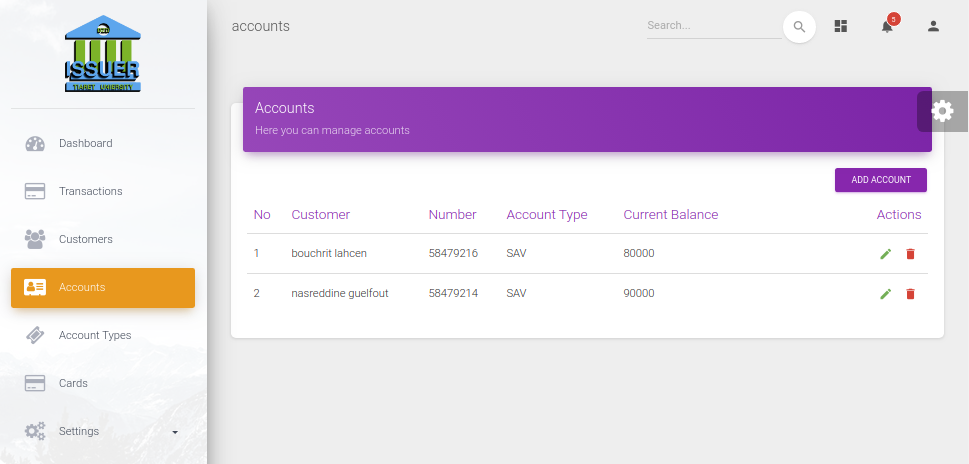 ISSUER
TIARET UNIVERSITY
accounts
Search...
5
Dashboard
Transactions
Customers
Accounts
Account Types
Cards
Settings
Accounts
Here you can manage accounts
ADD ACCOUNT
No Customer Number Account Type Current Balance Actions
1 bouchrit lahcen 58479216 SAV 80000
2 nasreddine guelfout 58479214 SAV 90000